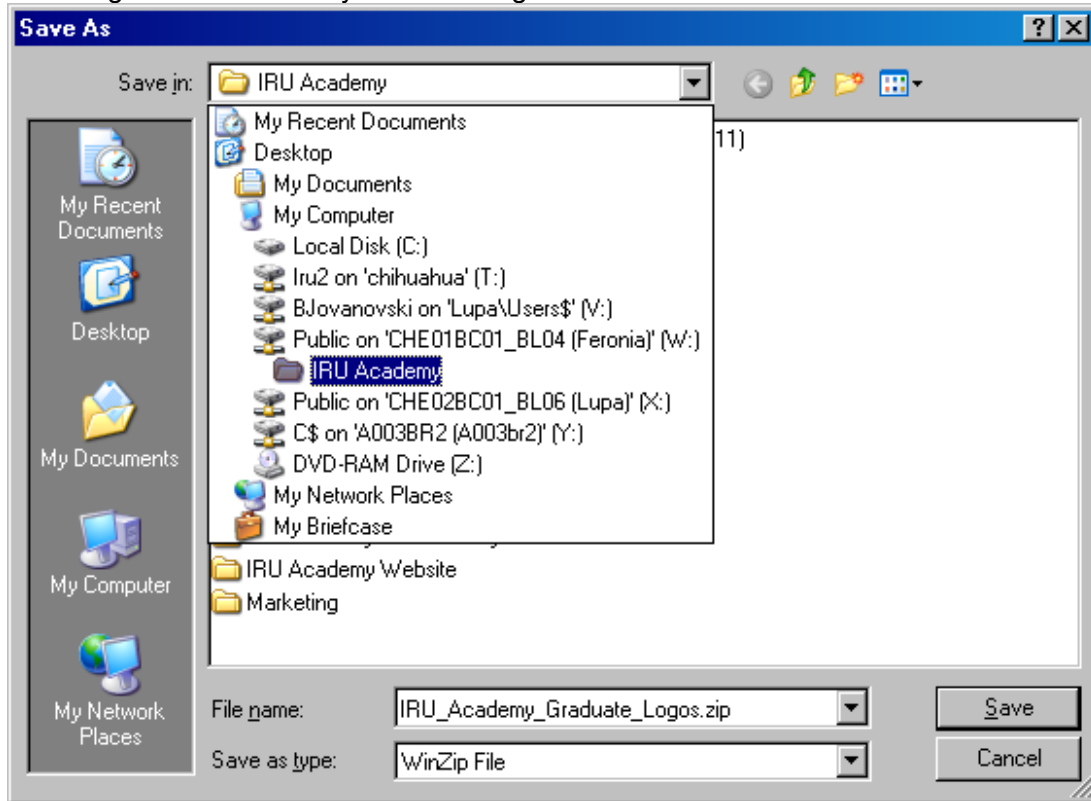 Save As
Save in: IRU Academy
My Recent Documents
Desktop
My Documents
My Computer
Local Disk (C:)
Iru2 on 'chihuahua' (T:)
BJovanovski on 'Lupa\Users$' (V:)
Public on 'CHE01BC01_BL04 (Feronia)' (W:)
IRU Academy
Public on 'CHE02BC01_BL06 (Lupa)' (X:)
C$ on 'A003BR2 (A003br2)' (Y:)
DVD-RAM Drive (Z:)
My Network Places
My Briefcase
11)
IRU Academy Website
Marketing
My Recent
Documents
Desktop
My Documents
My Computer
My Network
Places
File name: IRU_Academy_Graduate_Logos.zip Save
Save as type: WinZip File Cancel